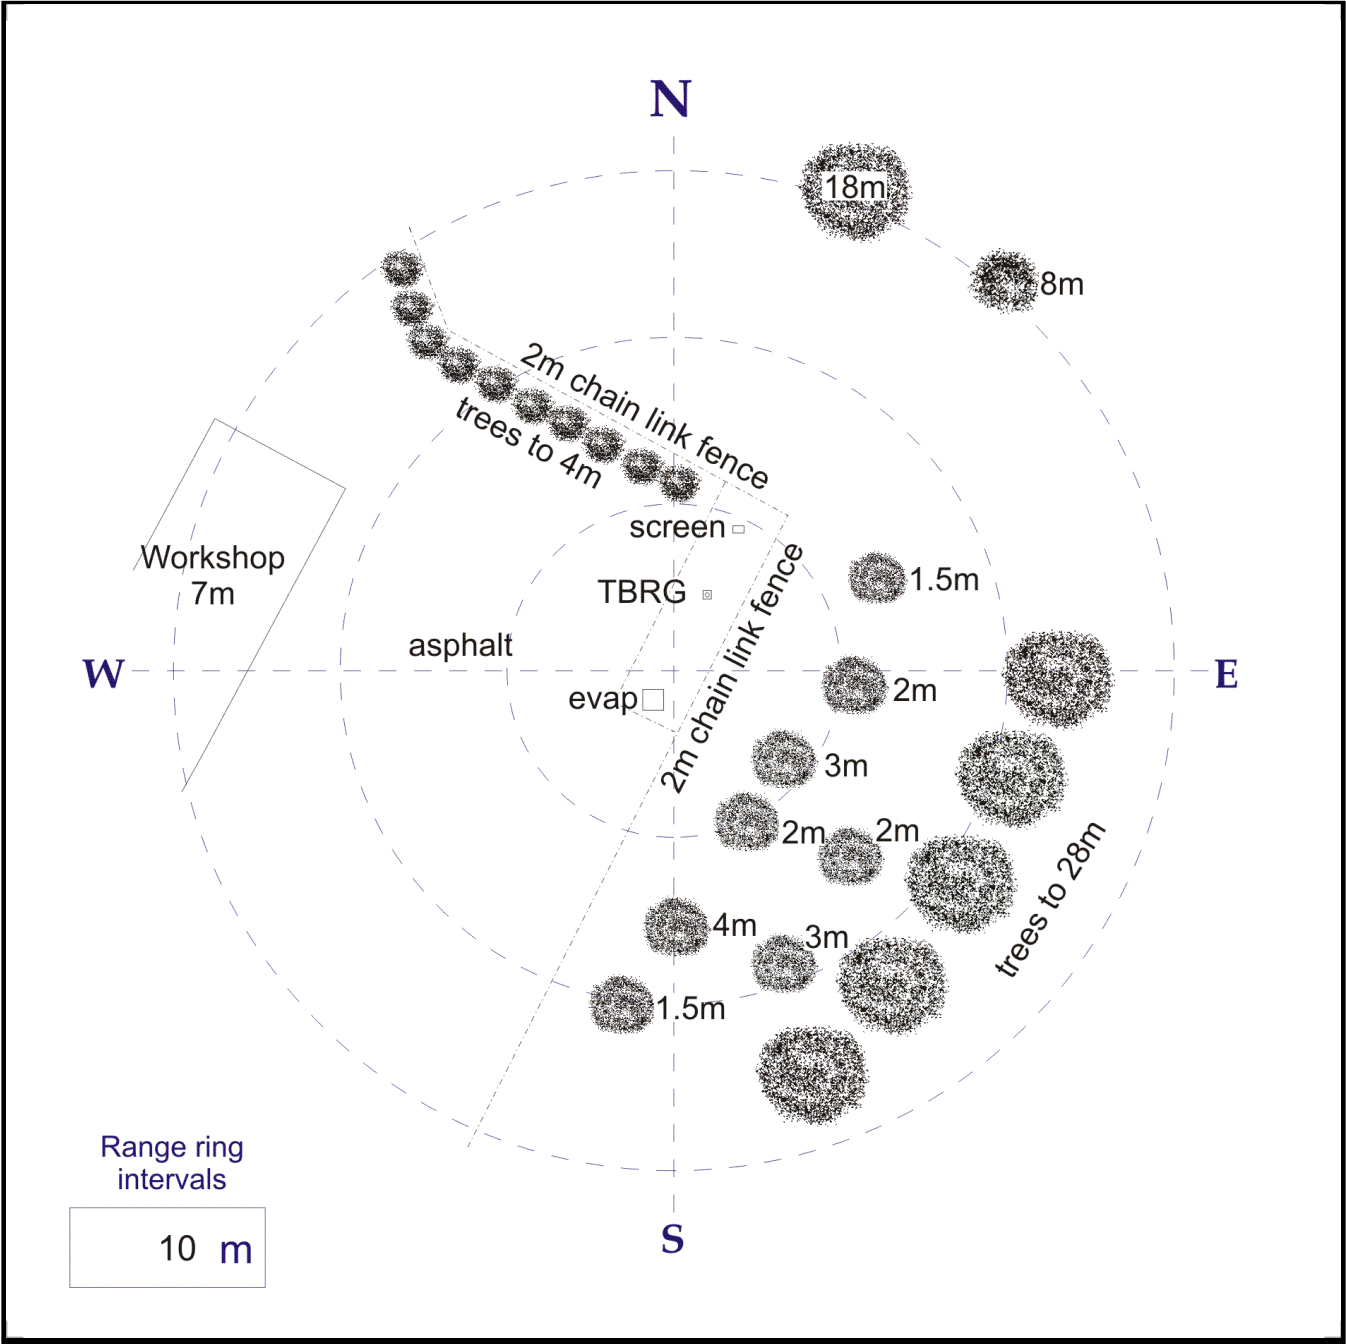 N
18m
8m
2m chain link fence
trees to 4m
screen
Workshop
7m
TBRG
2m chain link fence
1.5m
asphalt
W
E
evap
2m
3m
2m
2m
4m
3m
trees to 28m
1.5m
Range ring
intervals
10 m
S